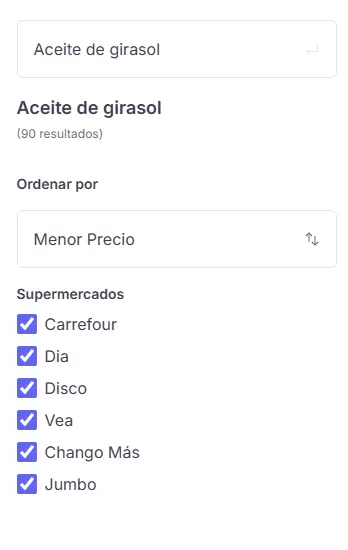 Aceite de girasol
Aceite de girasol
(90 resultados)
Ordenar por
Menor Precio
Supermercados
Carrefour
Dia
Disco
Vea
Chango Más
Jumbo